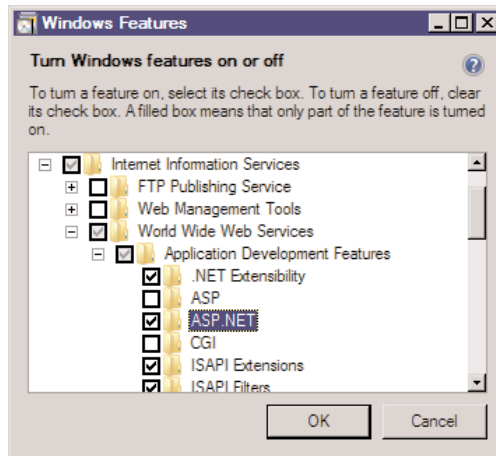 Windows Features
Turn Windows features on or off
To turn a feature on, select its check box. To turn a feature off, clear
its check box. A filled box means that only part of the feature is turned
on.
Internet Information Services
FTP Publishing Service
Web Management Tools
World Wide Web Services
Application Development Features
.NET Extensibility
ASP
ASP.NET
CGI
ISAPI Extensions
ISAPI Filters
OK Cancel